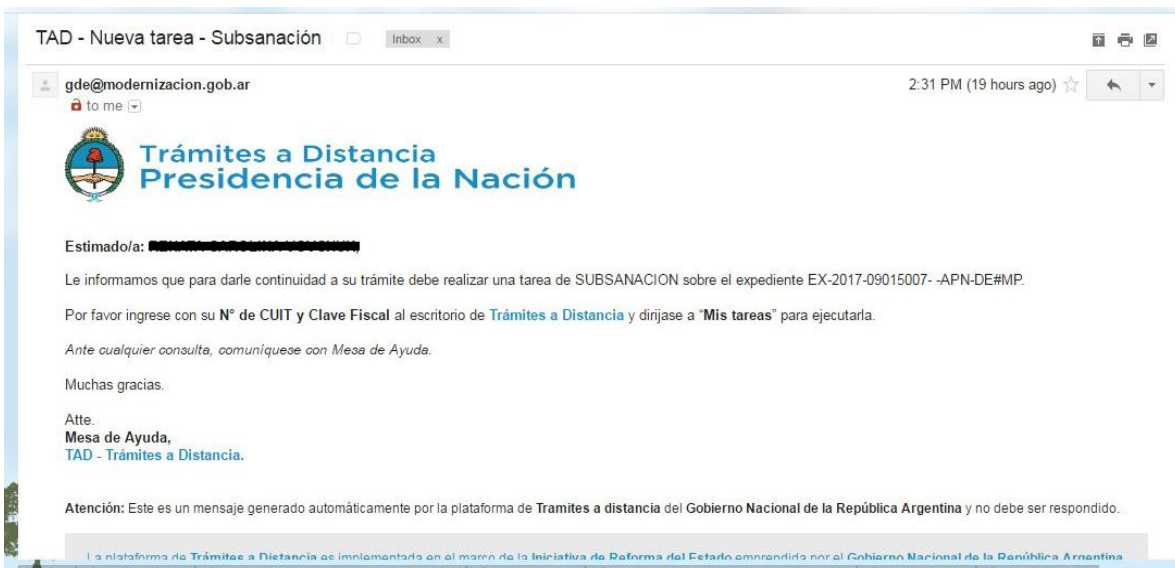 TAD - Nueva tarea - Subsanación
Inbox x
gde@modernizacion.gob.ar
2:31 PM (19 hours ago)
to me
Trámites a Distancia
Presidencia de la Nación
Estimado/a:
Le informamos que para darle continuidad a su trámite debe realizar una tarea de SUBSANACION sobre el expediente EX-2017-09015007- -APN-DE#MP.
Por favor ingrese con su N° de CUIT y Clave Fiscal al escritorio de Trámites a Distancia y dirijase a “Mis tareas” para ejecutarla.
Ante cualquier consulta, comuníquese con Mesa de Ayuda.
Muchas gracias.
Atte.
Mesa de Ayuda,
TAD - Trámites a Distancia.
Atención: Este es un mensaje generado automáticamente por la plataforma de Tramites a distancia del Gobierno Nacional de la República Argentina y no debe ser respondido.
La plataforma de Trámites a Distancia es implementada en el marco de la Iniciativa de Reforma del Estado emprendida por el Gobierno Nacional de la República Argentina